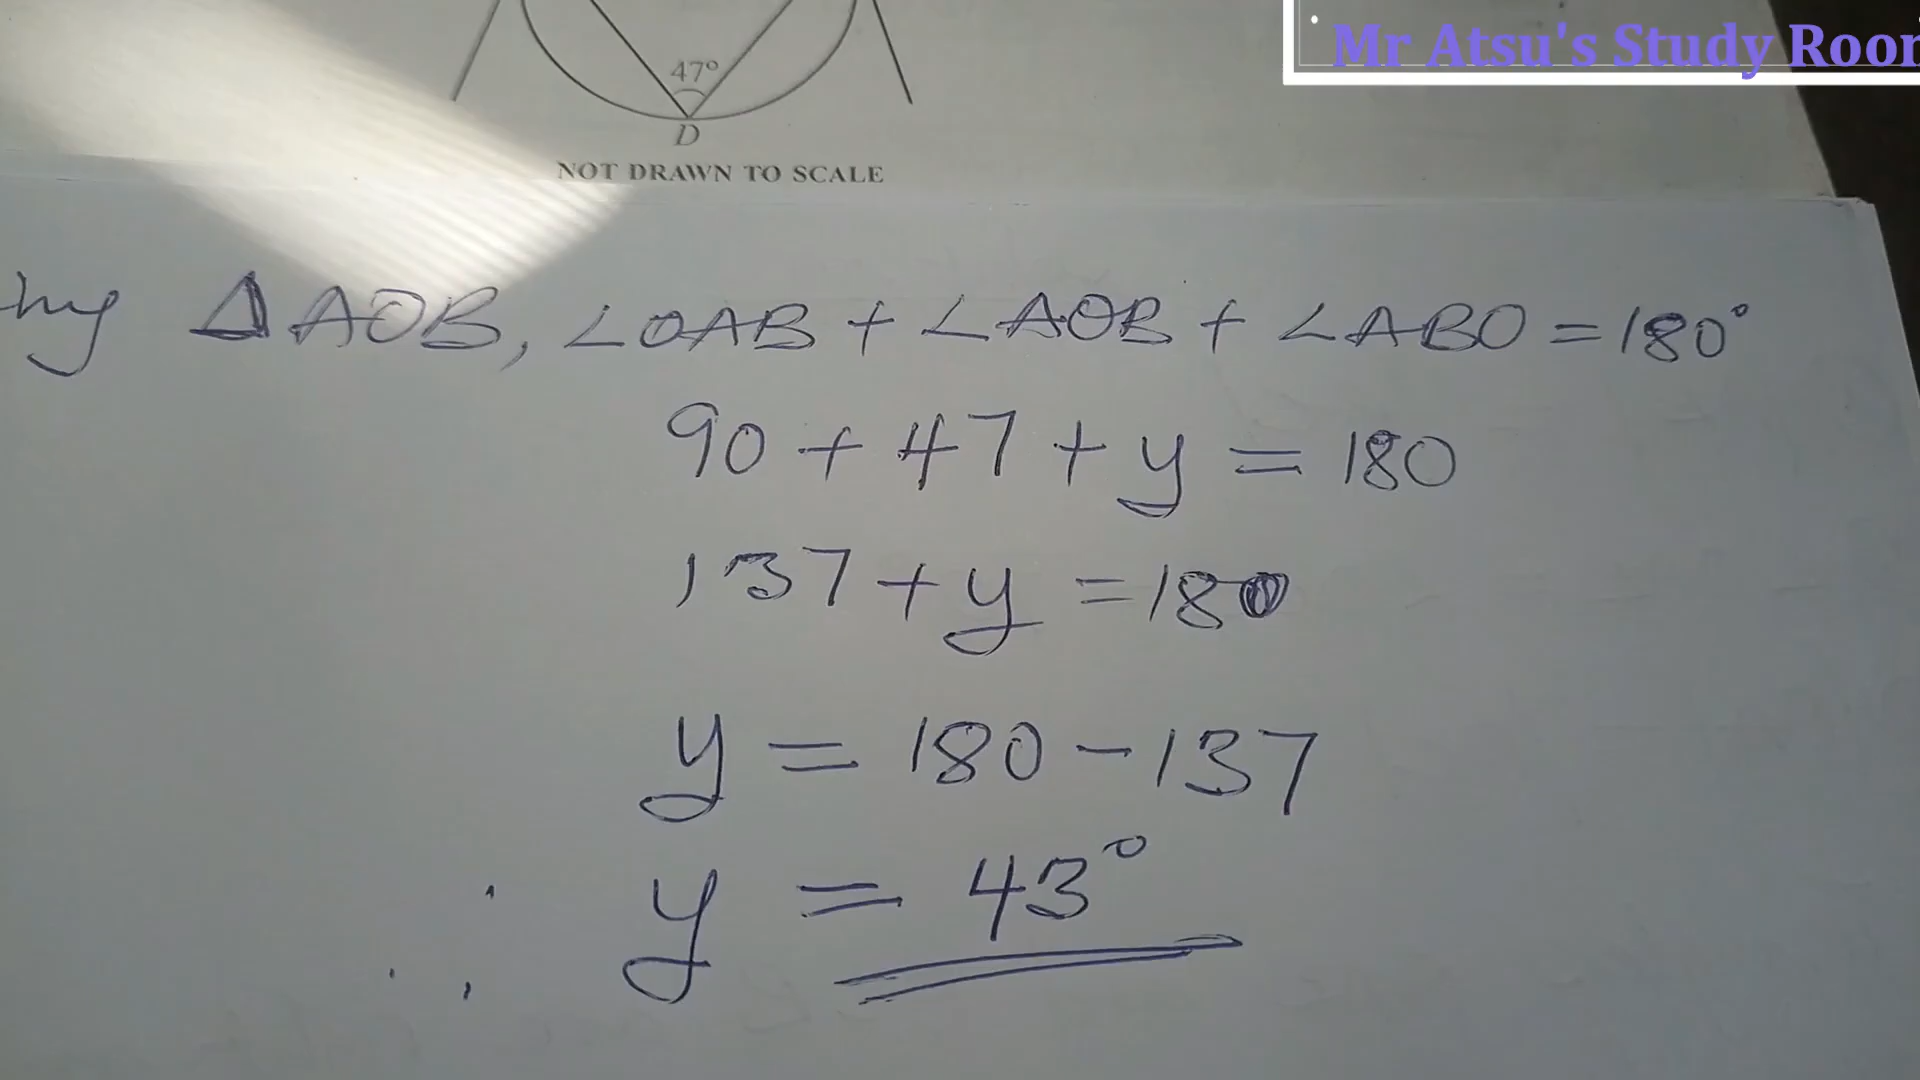 Mr Atsu's Study Roo
47°
D
NOT DRAWN TO SCALE
ΔAOB, ∠OAB + ∠AOB + ∠ABO = 180°
90 + 47 + y = 180
137 + y = 180
y = 180 - 137
∴ y = 43°